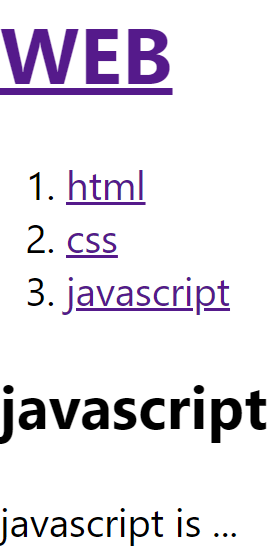 WEB
1. html
2. css
3. javascript
javascript
javascript is ...